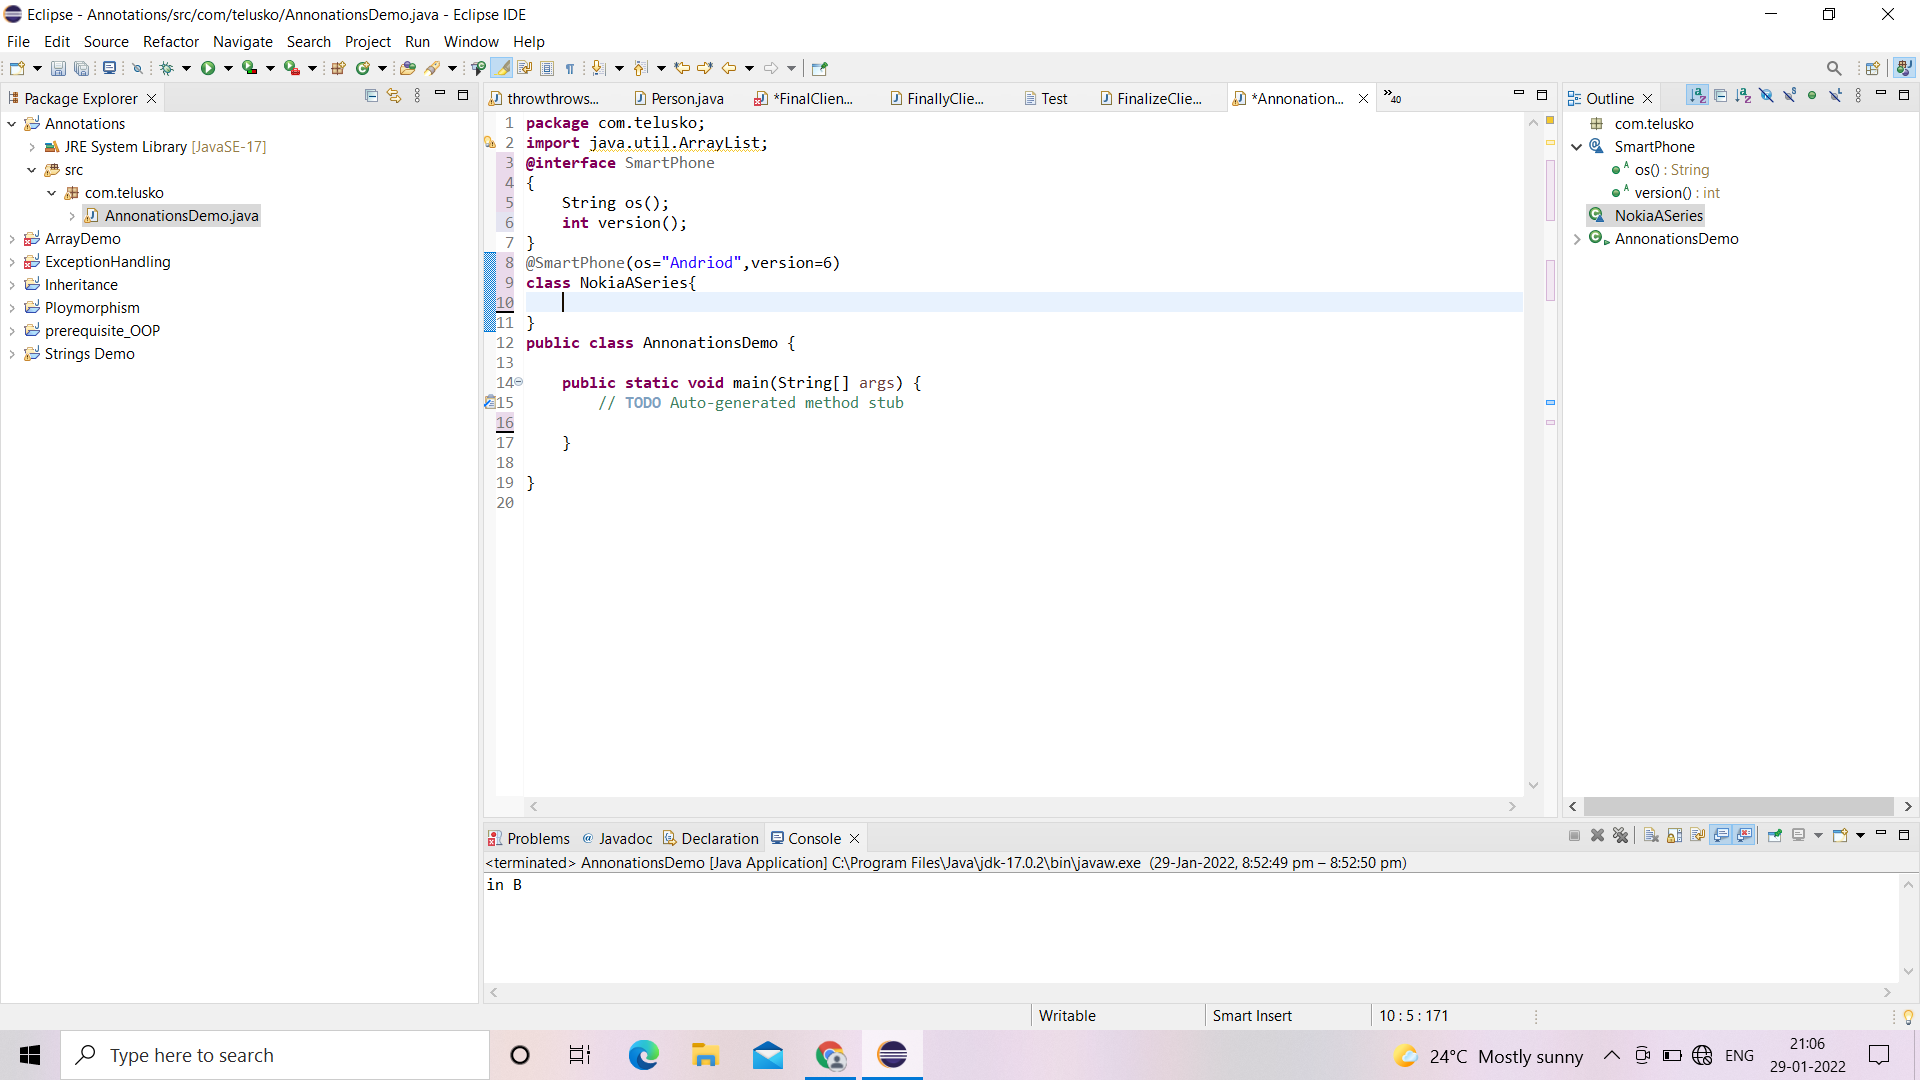 Eclipse - Annotations/src/com/telusko/AnnonationsDemo.java - Eclipse IDE
File Edit Source Refactor Navigate Search Project Run Window Help
Package Explorer
throwthrows... Person.java *FinalClien... FinallyClie... Test FinalizeClie... *Annonation... »40
Outline
Annotations
JRE System Library [JavaSE-17]
src
com.telusko
AnnonationsDemo.java
ArrayDemo
ExceptionHandling
Inheritance
Ploymorphism
prerequisite_OOP
Strings Demo
1 package com.telusko;
2 import java.util.ArrayList;
3 @interface SmartPhone
4 {
5 String os();
6 int version();
7 }
8 @SmartPhone(os="Andriod",version=6)
9 class NokiaASeries{
10
11 }
12 public class AnnonationsDemo {
13
14 public static void main(String[] args) {
15 // TODO Auto-generated method stub
16
17 }
18
19 }
20
com.telusko
SmartPhone
os() : String
version() : int
NokiaASeries
AnnonationsDemo
Problems @ Javadoc Declaration Console
<terminated> AnnonationsDemo [Java Application] C:\Program Files\Java\jdk-17.0.2\bin\javaw.exe (29-Jan-2022, 8:52:49 pm – 8:52:50 pm)
in B
Writable Smart Insert 10 : 5 : 171
Type here to search
24°C Mostly sunny ENG
21:06
29-01-2022